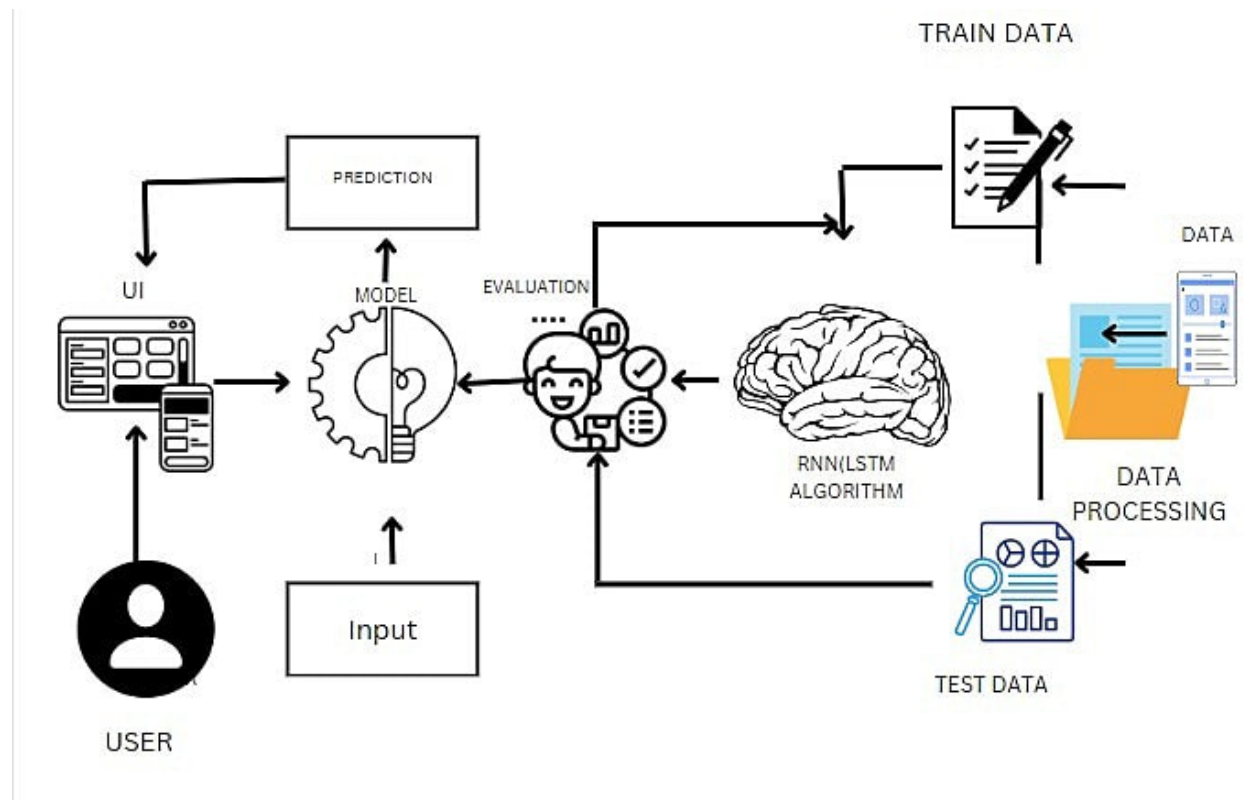 TRAIN DATA
PREDICTION
DATA
UI
MODEL
EVALUATION
RNN(LSTM
ALGORITHM
DATA
PROCESSING
Input
TEST DATA
USER